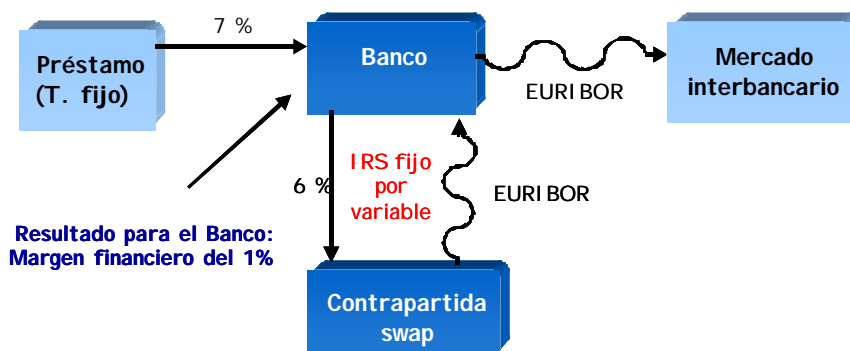 7 %
Préstamo
(T. fijo)
Banco
Mercado
interbancario
EURIBOR
6 %
IRS fijo
por
variable
EURIBOR
Resultado para el Banco:
Margen financiero del 1%
Contrapartida
swap